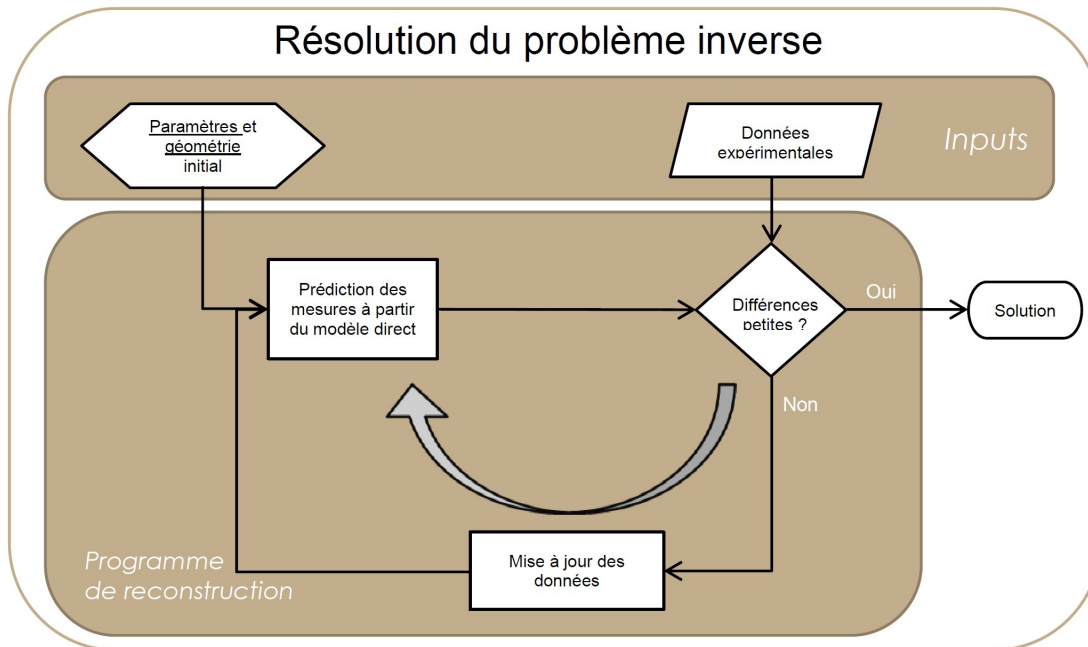 Résolution du problème inverse
Paramètres et
géométrie
initial
Données
expérimentales
Inputs
Prédiction des
mesures à partir
du modèle direct
Différences
petites ?
Oui
Solution
Non
Mise à jour des
données
Programme
de reconstruction